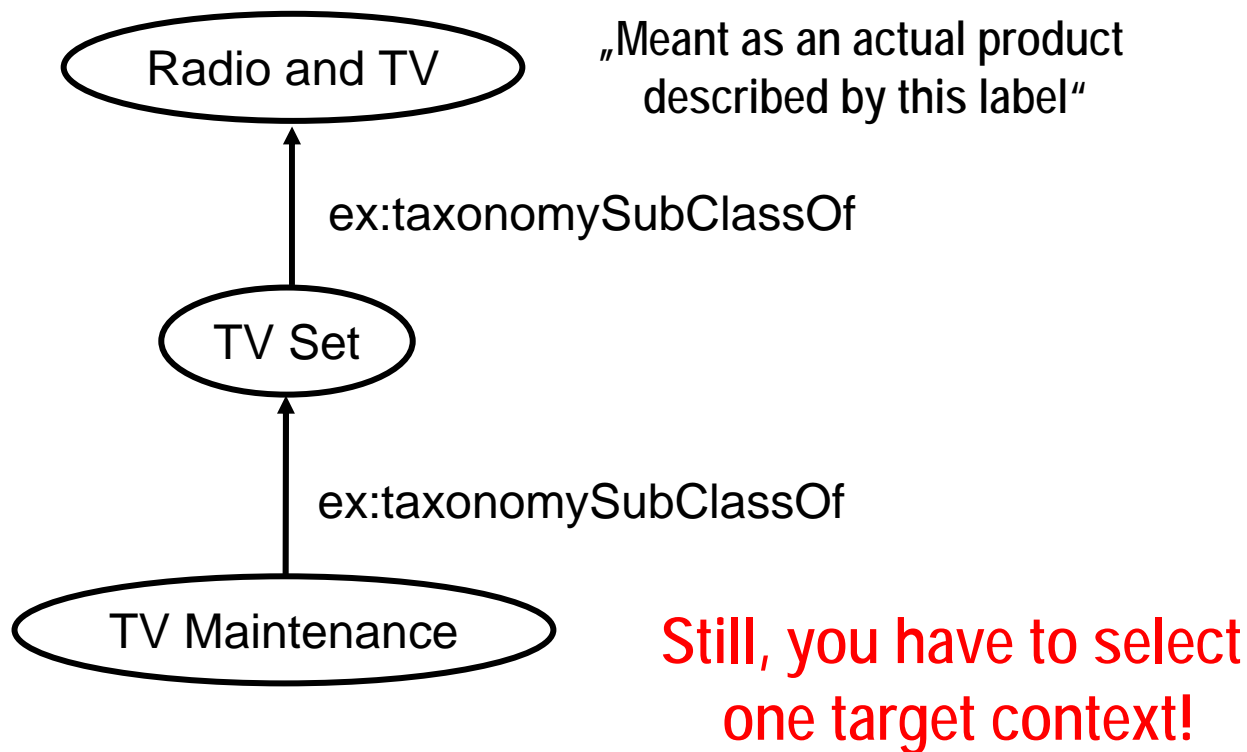 Radio and TV
„Meant as an actual product
described by this label“
ex:taxonomySubClassOf
TV Set
ex:taxonomySubClassOf
TV Maintenance
Still, you have to select
one target context!